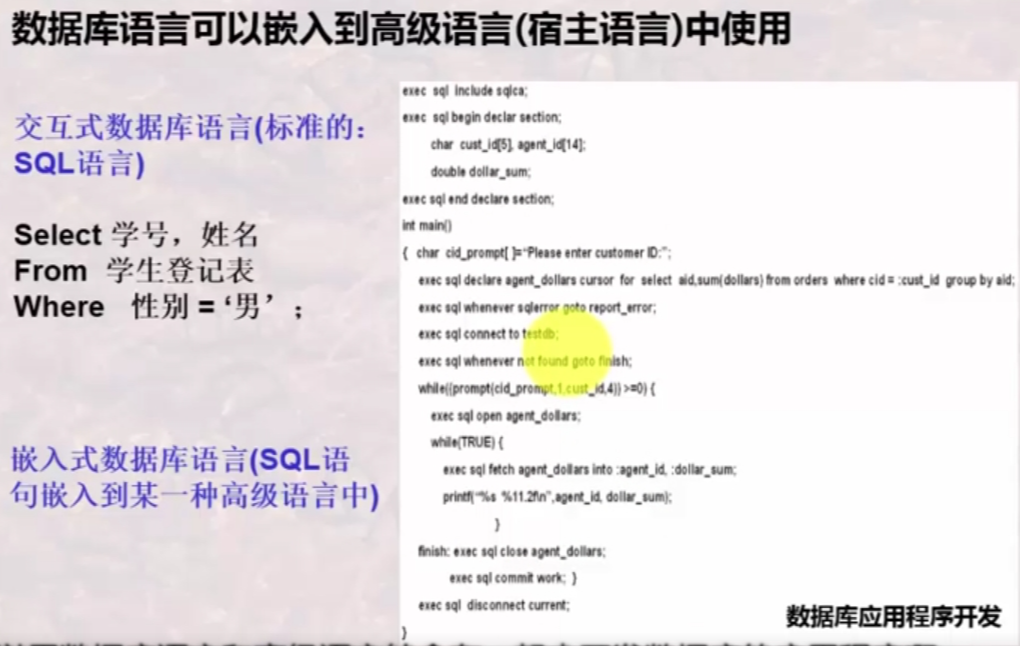 数据库语言可以嵌入到高级语言(宿主语言)中使用
交互式数据库语言(标准的：
SQL语言)
Select 学号，姓名
From 学生登记表
Where 性别 = ‘男’；
嵌入式数据库语言(SQL语
句嵌入到某一种高级语言中)
exec sql include sqlca;
exec sql begin declar section;
char cust_id[5], agent_id[14];
double dollar_sum;
exec sql end declare section;
int main()
{ char cid_prompt[ ]=“Please enter customer ID:”;
exec sql declare agent_dollars cursor for select aid,sum(dollars) from orders where cid = :cust_id group by aid;
exec sql whenever sqlerror goto report_error;
exec sql connect to testdb;
exec sql whenever not found goto finish;
while((prompt(cid_prompt,1,cust_id,4)) >=0) {
exec sql open agent_dollars;
while(TRUE) {
exec sql fetch agent_dollars into :agent_id, :dollar_sum;
printf(“%s %11.2f\n”,agent_id, dollar_sum);
}
finish: exec sql close agent_dollars;
exec sql commit work; }
exec sql disconnect current;
}
数据库应用程序开发